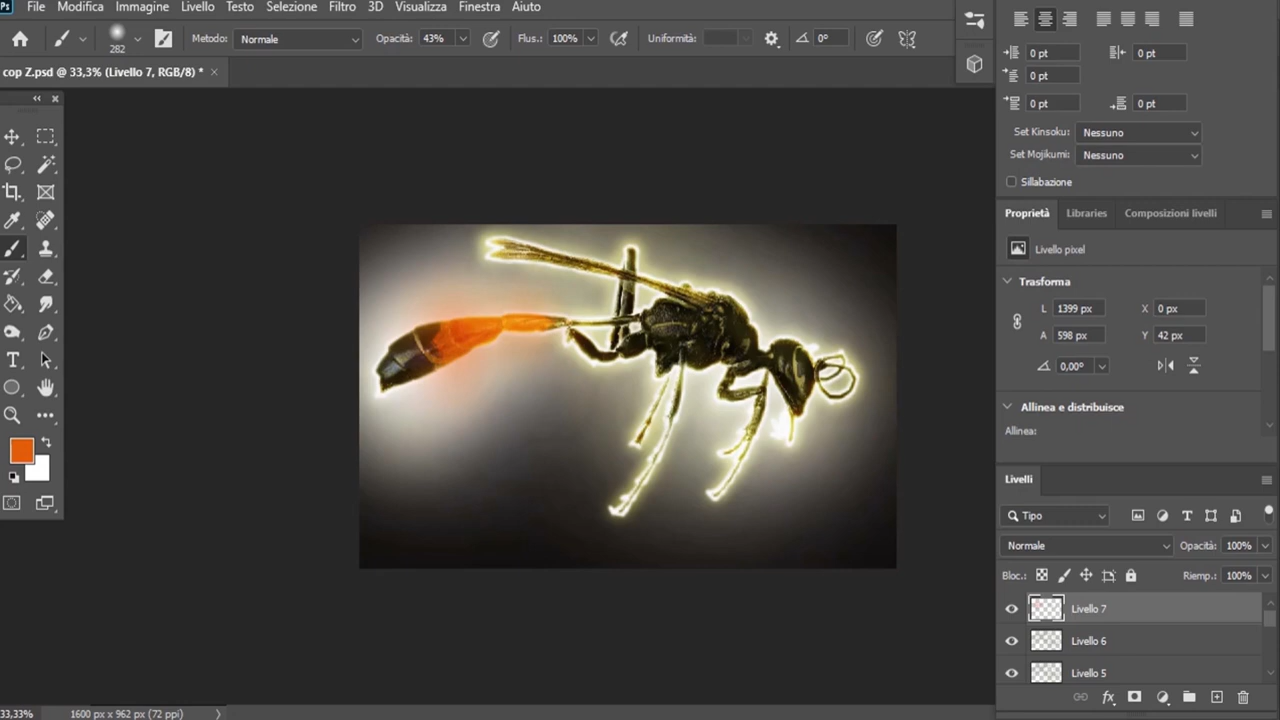 Ps File Modifica Immagine Livello Testo Selezione Filtro 3D Visualizza Finestra Aiuto
282 Metodo: Normale Opacità: 43% Flus.: 100% Uniformità: 0°
cop Z.psd @ 33,3% (Livello 7, RGB/8) * ×
0 pt 0 pt
0 pt
0 pt 0 pt
Set Kinsoku: Nessuno
Set Mojikumi: Nessuno
Sillabazione
Proprietà Libraries Composizioni livelli
Livello pixel
Trasforma
L 1399 px X 0 px
A 598 px Y 42 px
0,00°
Allinea e distribuisce
Allinea:
Livelli
Tipo
Normale Opacità: 100%
Bloc.: Riemp.: 100%
Livello 7
Livello 6
Livello 5
fx
33,33% 1600 px x 962 px (72 ppi)